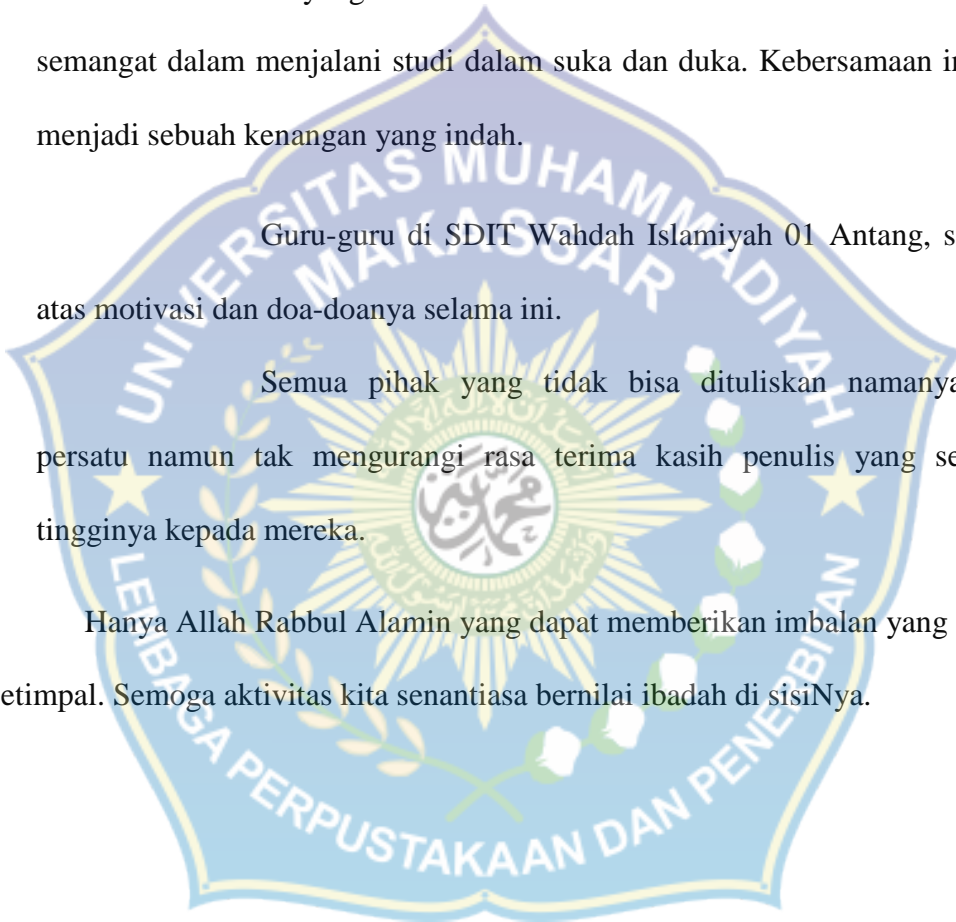 yang
semangat dalam menjalani studi dalam suka dan duka. Kebersamaan
menjadi sebuah kenangan yang indah.
UNIVERSITAS MUHAMMADIYAH
MAKASSAR
Guru-guru di SDIT Wahdah Islamiyah 01 Antang, s
atas motivasi dan doa-doanya selama ini.
Semua pihak yang tidak bisa dituliskan namanya
persatu namun tak mengurangi rasa terima kasih penulis yang se
tingginya kepada mereka.
محمد
Hanya Allah Rabbul Alamin yang dapat memberikan imbalan yang
etimpal. Semoga aktivitas kita senantiasa bernilai ibadah di sisiNya.
LEMBAGA PERPUSTAKAAN DAN PENERBITAN